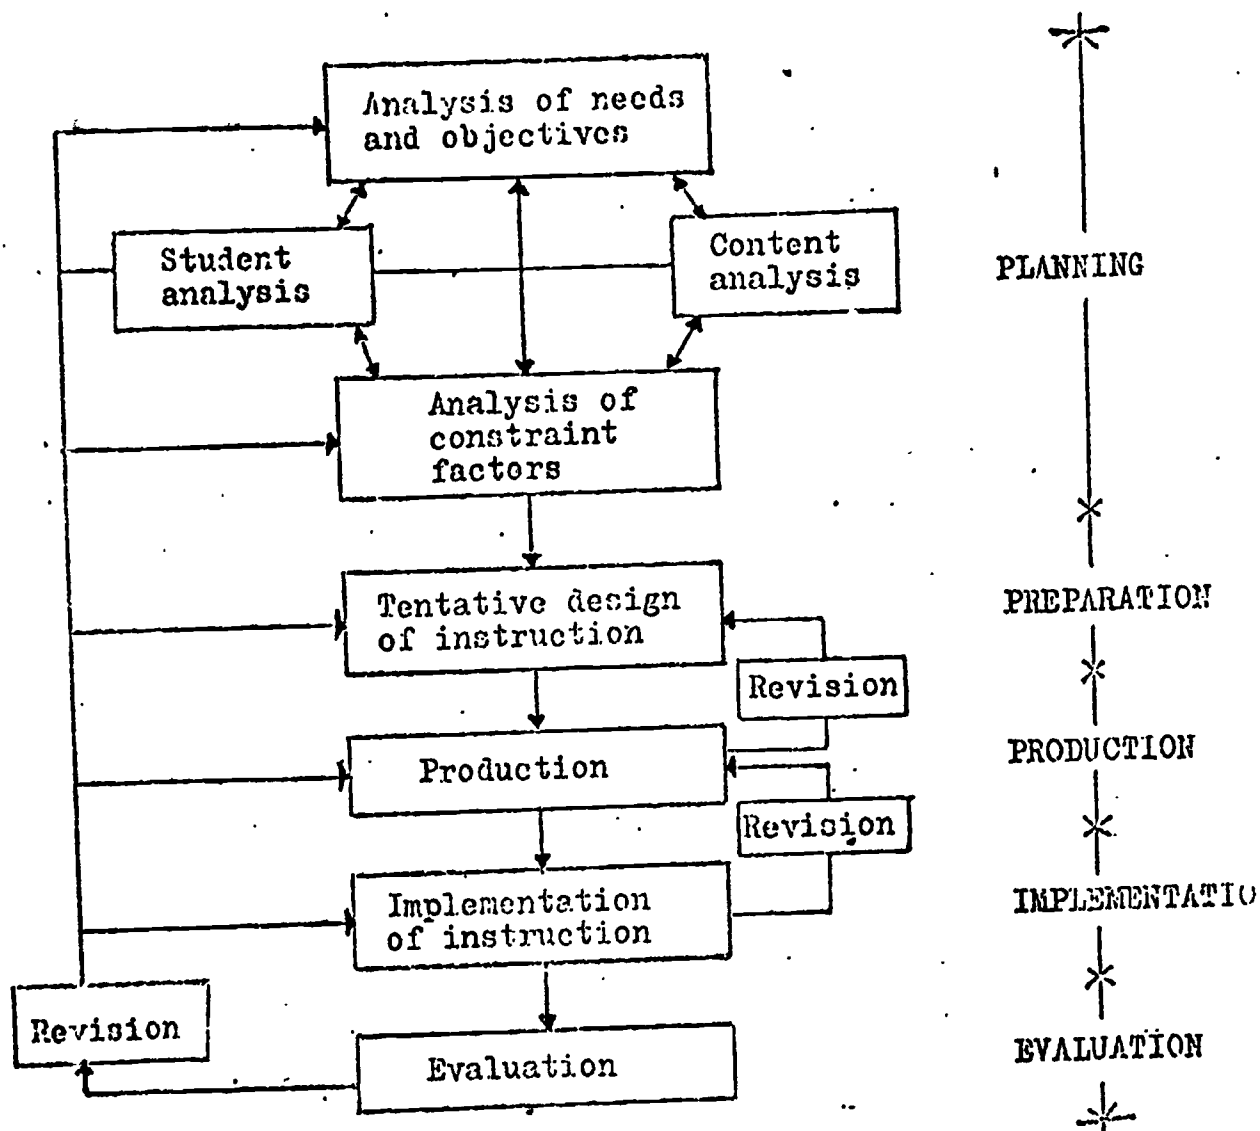 Analysis of needs
and objectives
Student
analysis
Content
analysis
PLANNING
Analysis of
constraint
factors
Tentative design
of instruction
PREPARATION
Revision
Production
PRODUCTION
Revision
Implementation
of instruction
IMPLEMENTATIO
Revision
Evaluation
EVALUATION